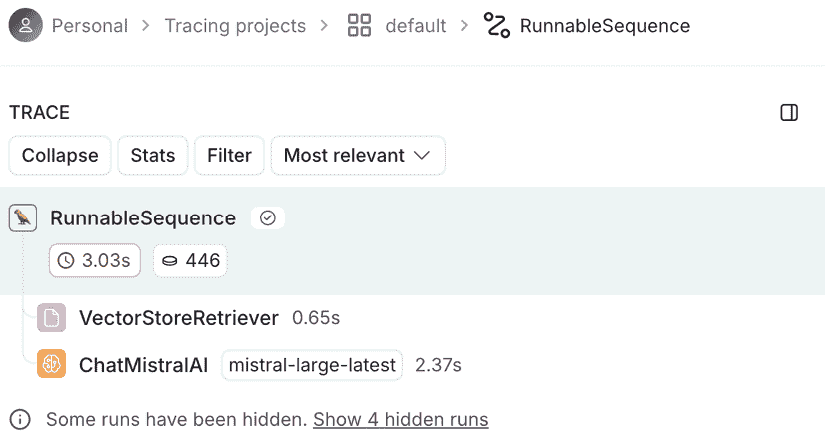 Personal > Tracing projects > default > RunnableSequence
TRACE
Collapse Stats Filter Most relevant
RunnableSequence
3.03s 446
VectorStoreRetriever 0.65s
ChatMistralAI mistral-large-latest 2.37s
Some runs have been hidden. Show 4 hidden runs